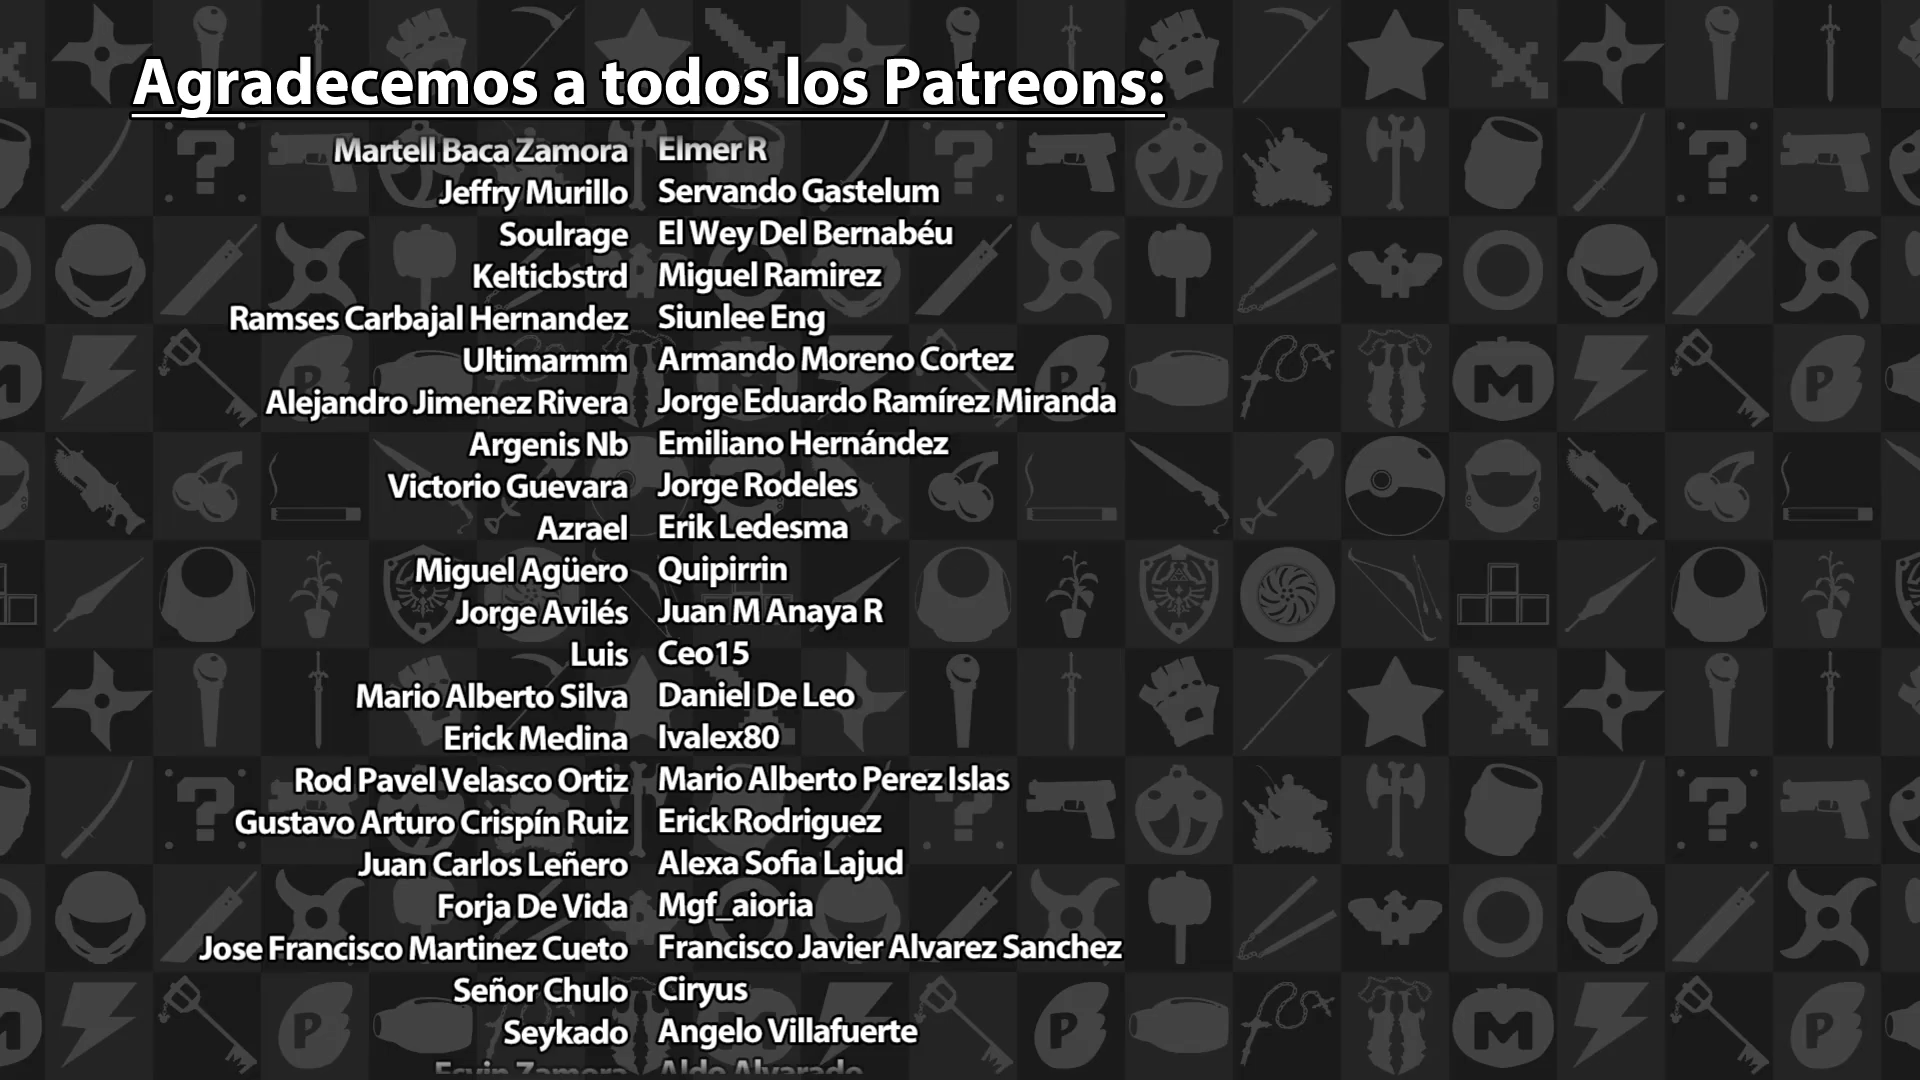 Agradecemos a todos los Patreons:
Martell Baca Zamora Elmer R
Jeffry Murillo Servando Gastelum
Soulrage El Wey Del Bernabéu
Kelticbstrd Miguel Ramirez
Ramses Carbajal Hernandez Siunlee Eng
Ultimarmm Armando Moreno Cortez
Alejandro Jimenez Rivera Jorge Eduardo Ramírez Miranda
Argenis Nb Emiliano Hernández
Victorio Guevara Jorge Rodeles
Azrael Erik Ledesma
Miguel Agüero Quipirrin
Jorge Avilés Juan M Anaya R
Luis Ceo15
Mario Alberto Silva Daniel De Leo
Erick Medina Ivalex80
Rod Pavel Velasco Ortiz Mario Alberto Perez Islas
Gustavo Arturo Crispín Ruiz Erick Rodriguez
Juan Carlos Leñero Alexa Sofia Lajud
Forja De Vida Mgf_aioria
Jose Francisco Martinez Cueto Francisco Javier Alvarez Sanchez
Señor Chulo Ciryus
Seykado Angelo Villafuerte
Esvin Zamora Aldo Alvarado